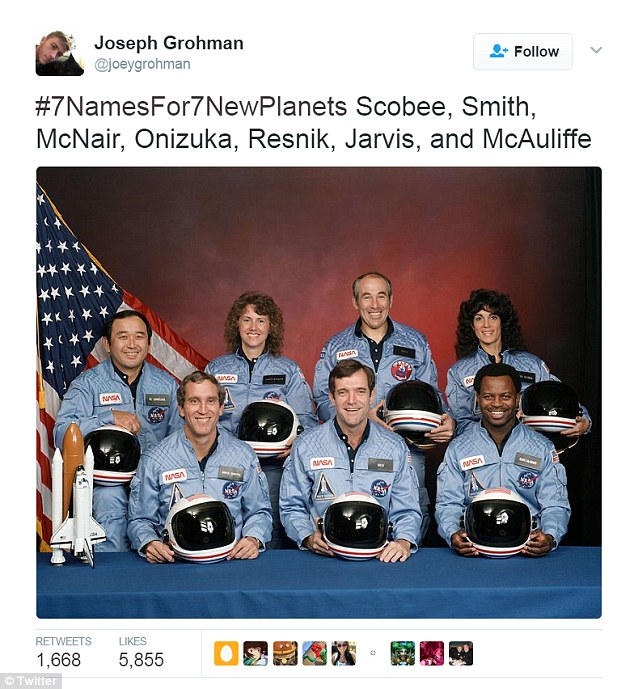 Joseph Grohman
@joeygrohman
Follow
#7NamesFor7NewPlanets Scobee, Smith,
McNair, Onizuka, Resnik, Jarvis, and McAuliffe
NASA
NASA
NASA
NASA
NASA
NASA
NASA
RETWEETS
LIKES
1,668
5,855
© Twitter